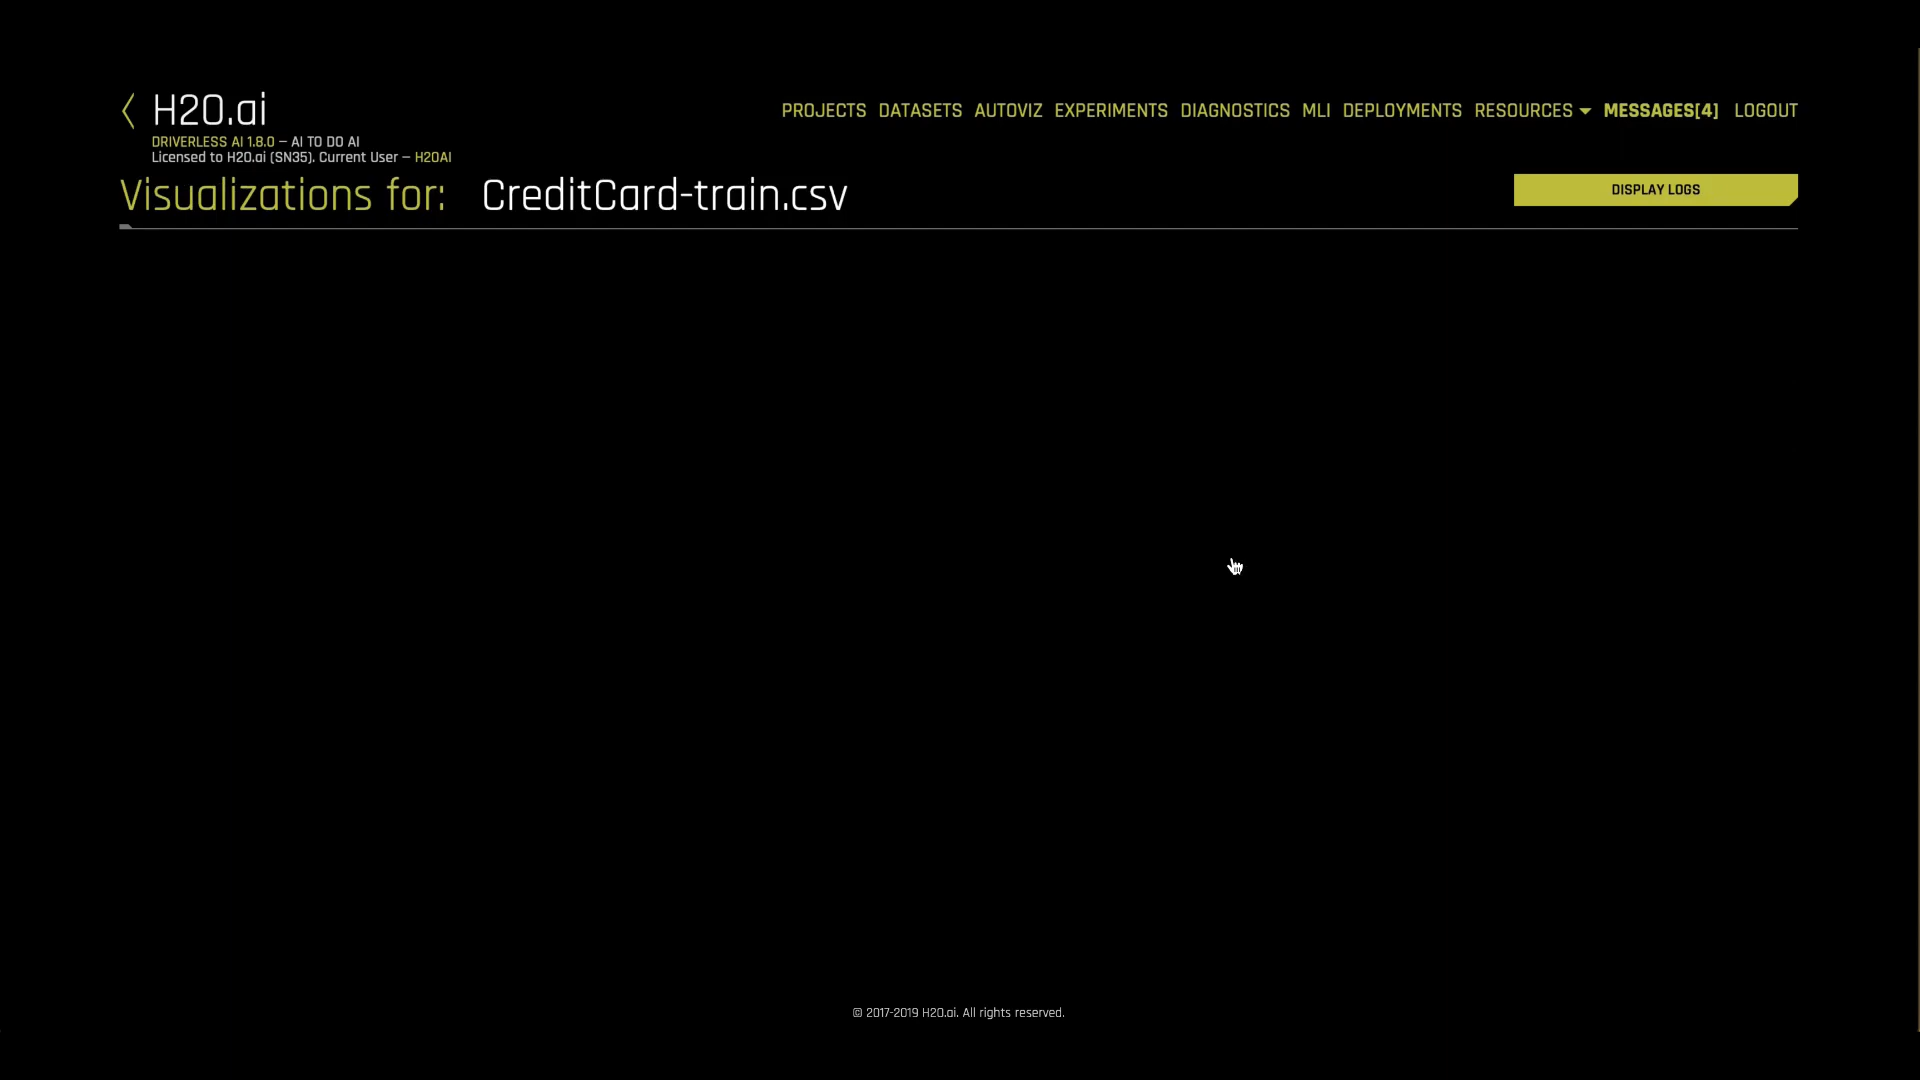 H2O.ai
DRIVERLESS AI 1.8.0 – AI TO DO AI
Licensed to H2O.ai (SN35). Current User – H2OAI
PROJECTS DATASETS AUTOVIZ EXPERIMENTS DIAGNOSTICS MLI DEPLOYMENTS RESOURCES MESSAGES[4] LOGOUT
Visualizations for: CreditCard-train.csv
DISPLAY LOGS
© 2017-2019 H2O.ai. All rights reserved.